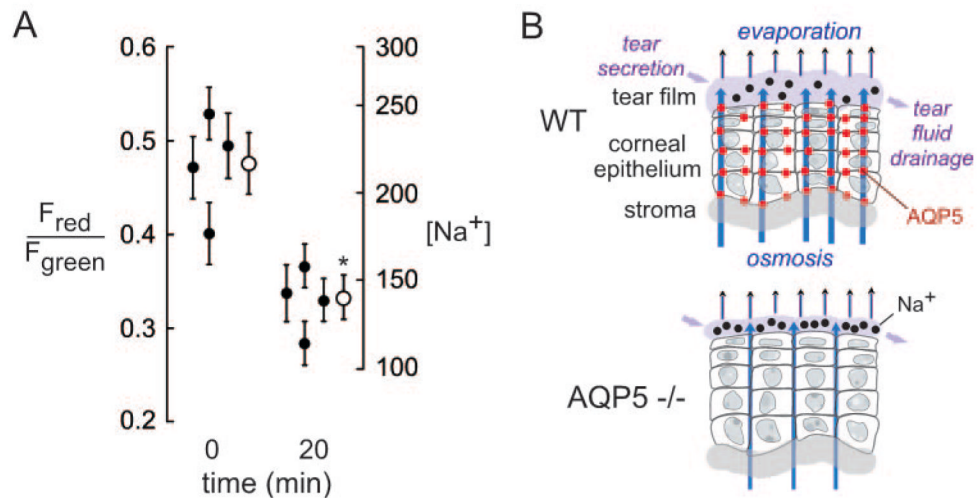 A
0.6
0.5
0.4
0.3
0.2
F red
F green
300
250
200
150
100
[Na⁺]
*
0
20
time (min)
B
evaporation
tear
secretion
tear film
WT
corneal
epithelium
stroma
tear
fluid
drainage
AQP5
osmosis
Na⁺
AQP5 -/-